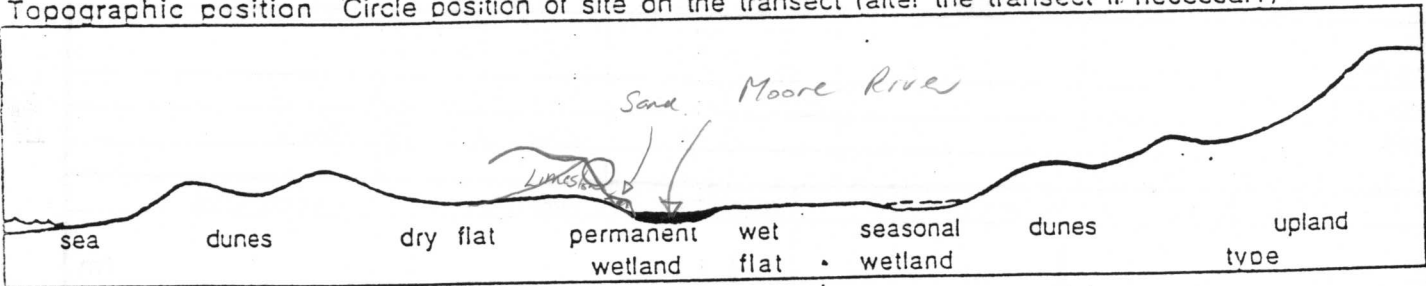 Topographic position Circle position of site on the transect (alter the transect if necessary)
Sand Moore River
Limestone
sea dunes dry flat permanent wet seasonal dunes upland
wetland flat wetland type